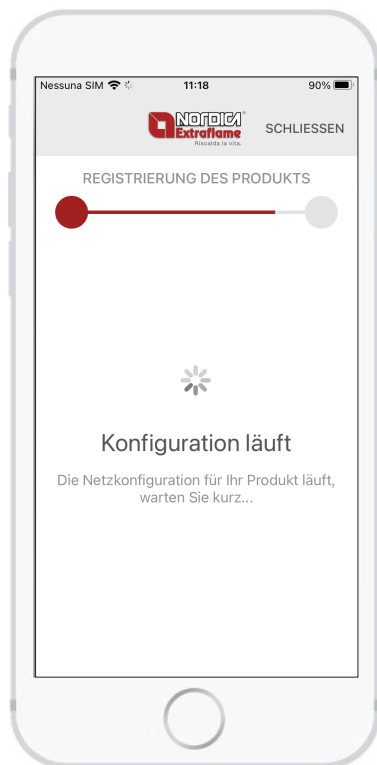 Nessuna SIM 11:18 90%
NORDICA
Extraflame
Riscalda la vita.
SCHLIESSEN
REGISTRIERUNG DES PRODUKTS
Konfiguration läuft
Die Netzkonfiguration für Ihr Produkt läuft,
warten Sie kurz...